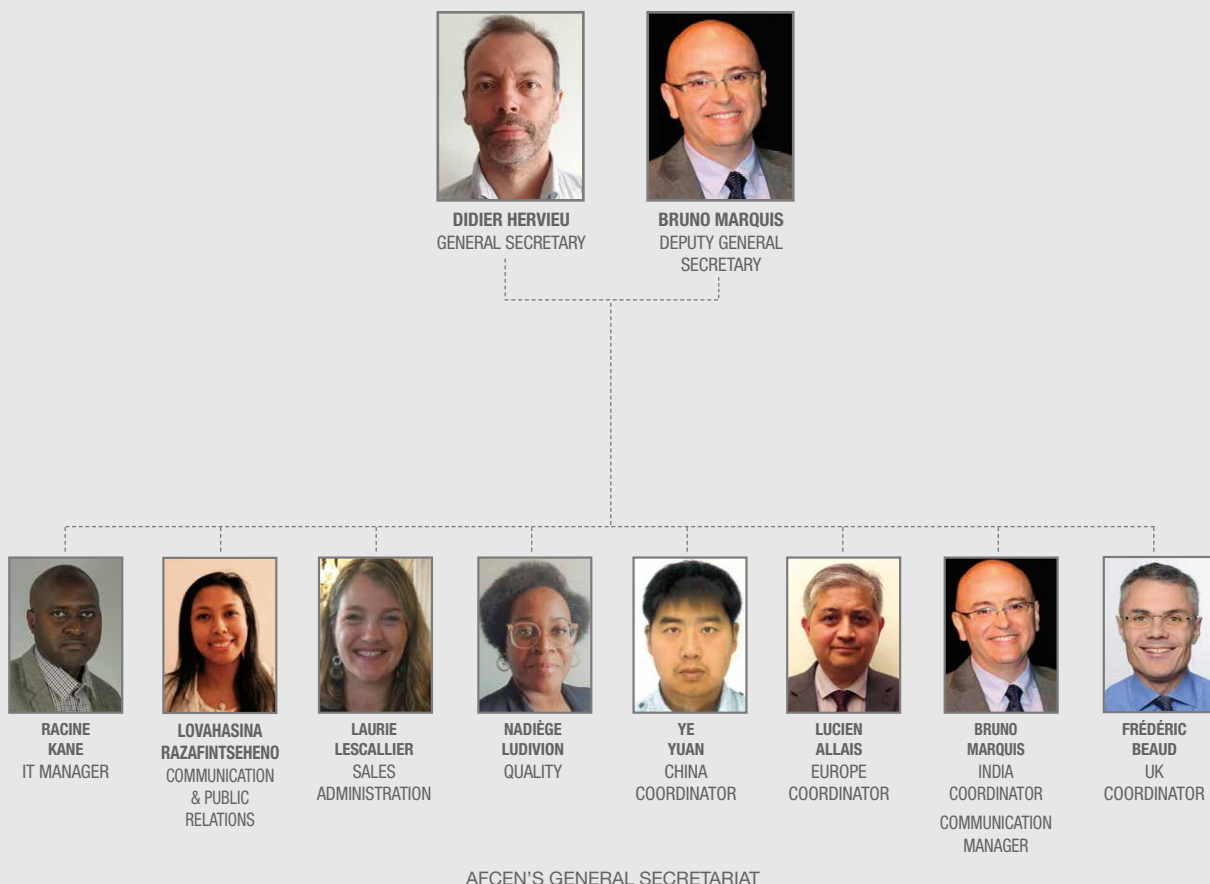 DIDIER HERVIEU
GENERAL SECRETARY
BRUNO MARQUIS
DEPUTY GENERAL
SECRETARY
RACINE
KANE
IT MANAGER
LOVAHASINA
RAZAFINTSEHENO
COMMUNICATION
& PUBLIC
RELATIONS
LAURIE
LESCALLIER
SALES
ADMINISTRATION
NADIÈGE
LUDIVION
QUALITY
YE
YUAN
CHINA
COORDINATOR
LUCIEN
ALLAIS
EUROPE
COORDINATOR
BRUNO
MARQUIS
INDIA
COORDINATOR
COMMUNICATION
MANAGER
FRÉDÉRIC
BEAUD
UK
COORDINATOR
AFCEN'S GENERAL SECRETARIAT